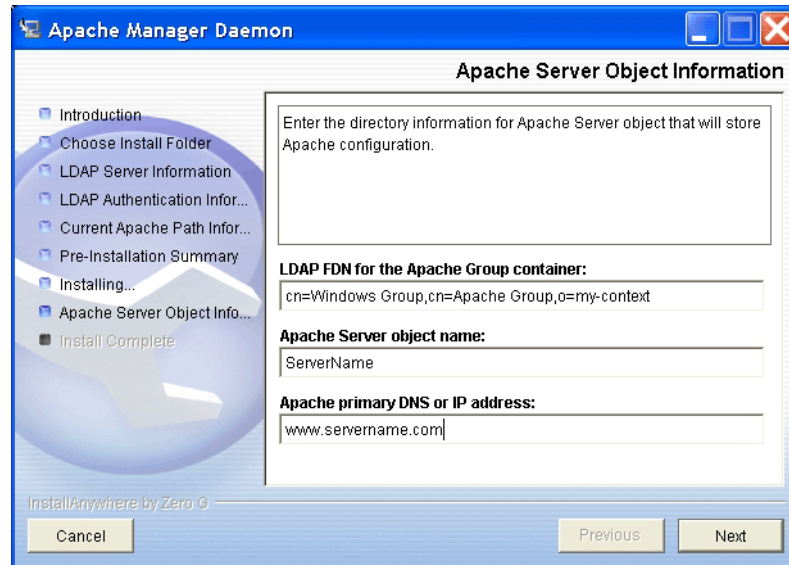 Apache Manager Daemon
Apache Server Object Information
Introduction
Choose Install Folder
LDAP Server Information
LDAP Authentication Infor...
Current Apache Path Infor...
Pre-Installation Summary
Installing...
Apache Server Object Info...
Install Complete
Enter the directory information for Apache Server object that will store
Apache configuration.
LDAP FDN for the Apache Group container:
cn=Windows Group,cn=Apache Group,o=my-context
Apache Server object name:
ServerName
Apache primary DNS or IP address:
www.servername.com
InstallAnywhere by Zero G
Cancel
Previous
Next